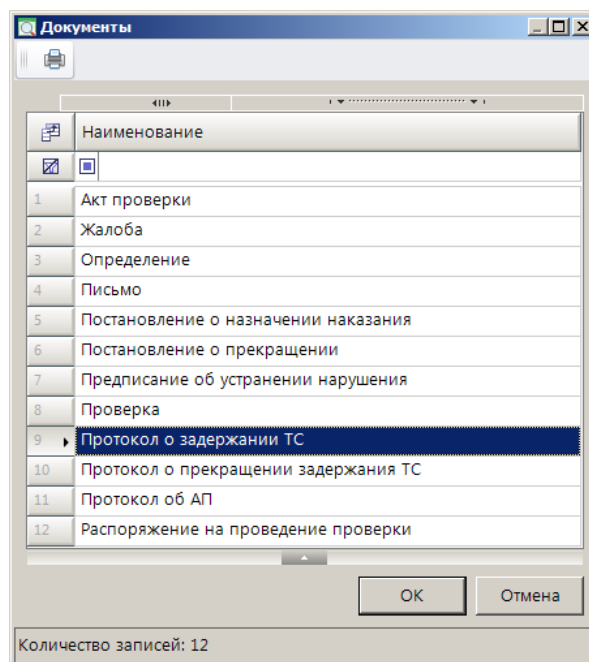 Документы
Наименование
1 Акт проверки
2 Жалоба
3 Определение
4 Письмо
5 Постановление о назначении наказания
6 Постановление о прекращении
7 Предписание об устранении нарушения
8 Проверка
9 Протокол о задержании ТС
10 Протокол о прекращении задержания ТС
11 Протокол об АП
12 Распоряжение на проведение проверки
OK Отмена
Количество записей: 12